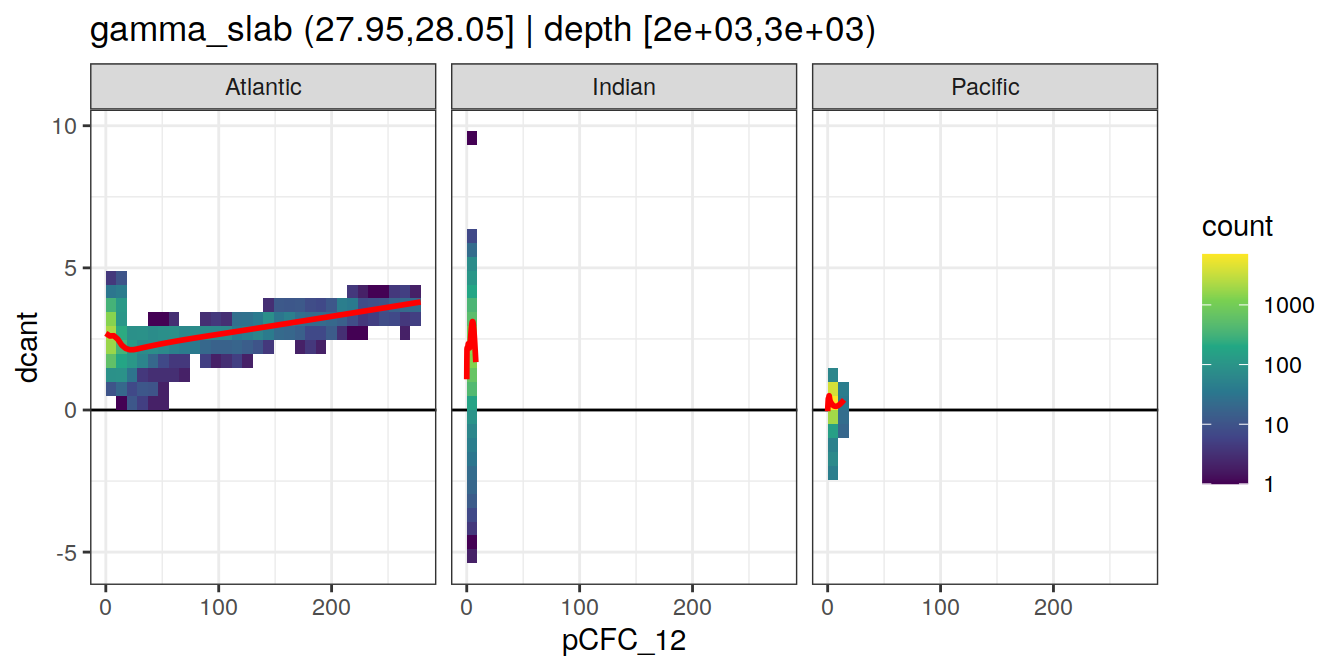 gamma_slab (27.95,28.05] | depth [2e+03,3e+03)
Atlantic Indian Pacific
10
5
0
-5
dcant
0 100 200 0 100 200 0 100 200
pCFC_12
count
1000
100
10
1